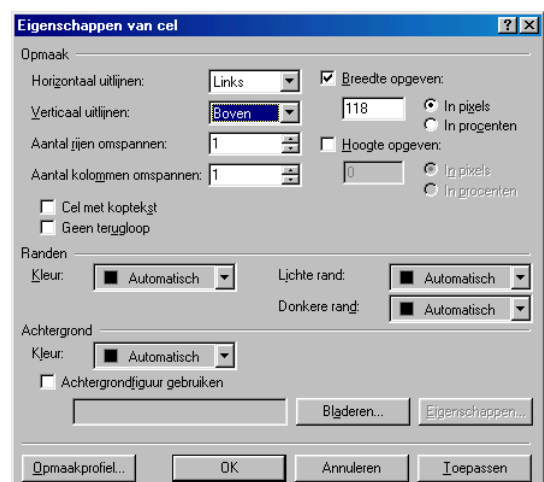 Eigenschappen van cel
Opmaak
Horizontaal uitlijnen: Links
Verticaal uitlijnen: Boven
Aantal rijen omspannen: 1
Aantal kolommen omspannen: 1
Cel met koptekst
Geen terugloop
Breedte opgeven:
118 In pixels
In procenten
Hoogte opgeven:
0 In pixels
In procenten
Randen
Kleur: Automatisch
Lichte rand: Automatisch
Donkere rand: Automatisch
Achtergrond
Kleur: Automatisch
Achtergrondfiguur gebruiken
Bladeren... Eigenschappen...
Opmaakprofiel... OK Annuleren Toepassen